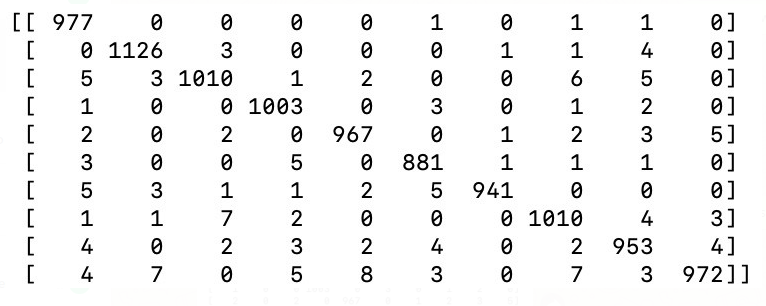 [[ 977 0 0 0 0 1 0 1 1 0]
[ 0 1126 3 0 0 0 1 1 4 0]
[ 5 3 1010 1 2 0 0 6 5 0]
[ 1 0 0 1003 0 3 0 1 2 0]
[ 2 0 2 0 967 0 1 2 3 5]
[ 3 0 0 5 0 881 1 1 1 0]
[ 5 3 1 1 2 5 941 0 0 0]
[ 1 1 7 2 0 0 0 1010 4 3]
[ 4 0 2 3 2 4 0 2 953 4]
[ 4 7 0 5 8 3 0 7 3 972]]